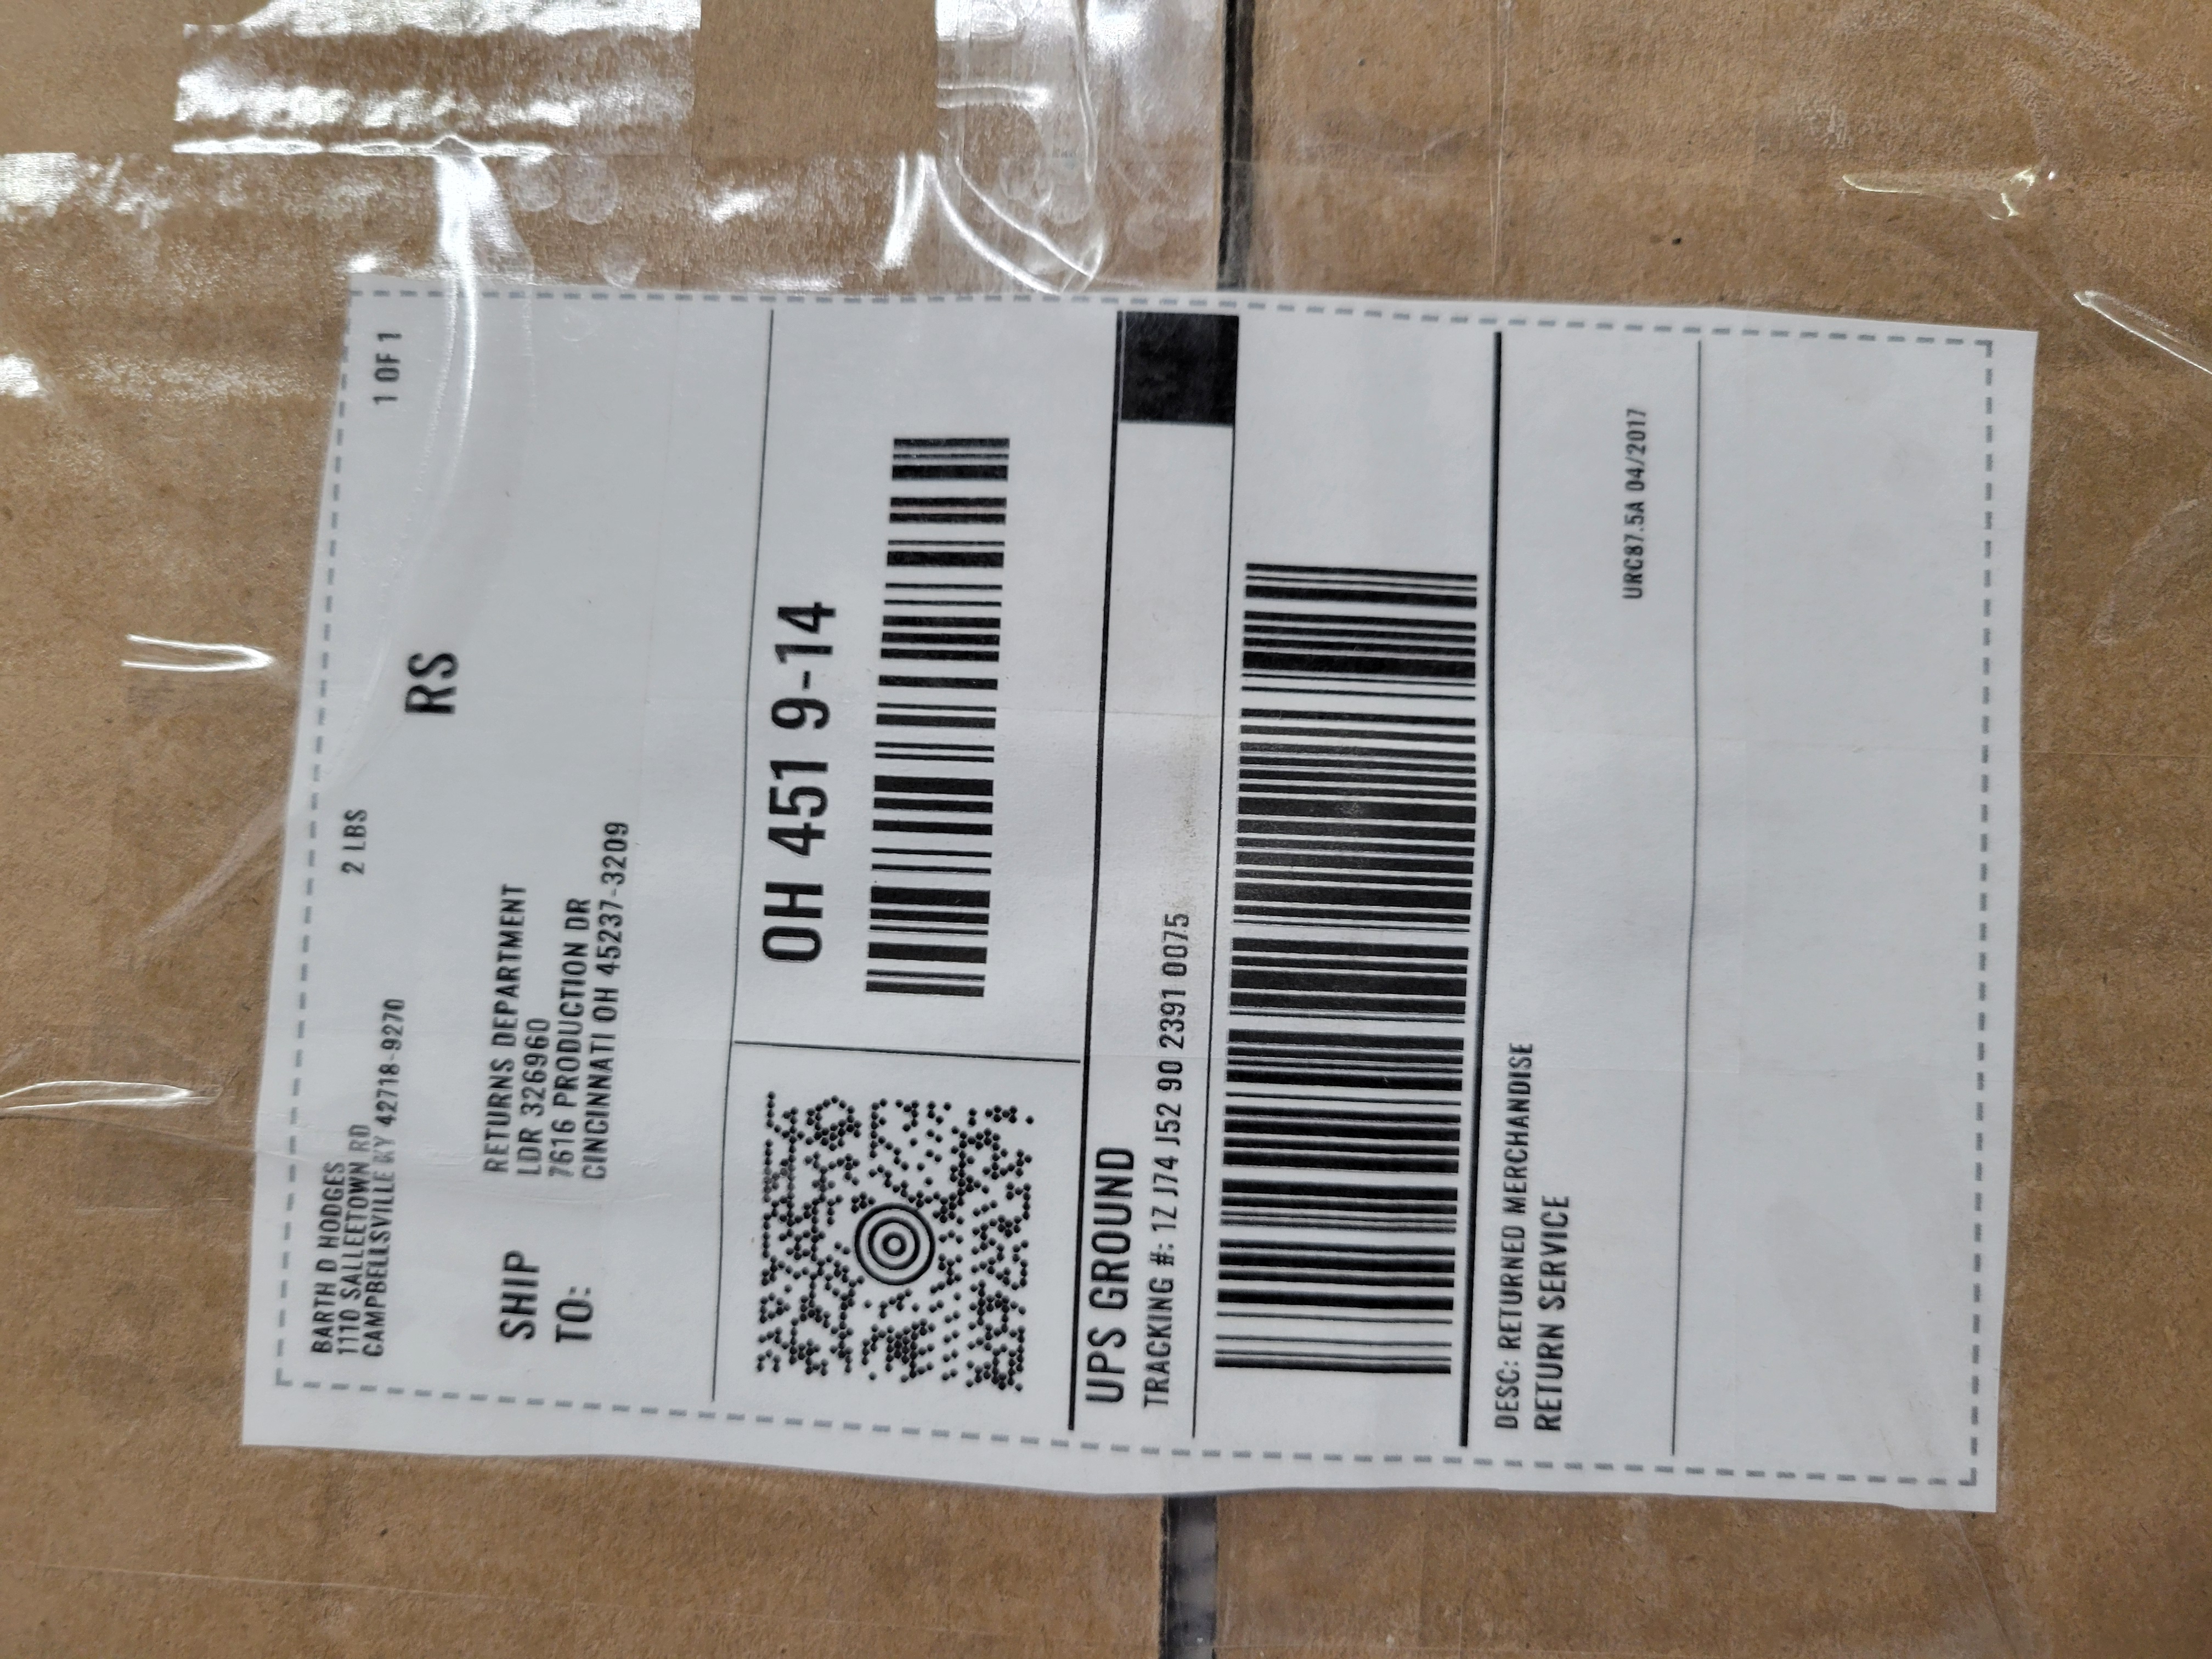 BARTH D HODGES
1110 SALLEETOWN RD
CAMPBELLSVILLE KY 42718-9270
2 LBS
1 OF 1
RS
SHIP
TO:
RETURNS DEPARTMENT
LDR 326960
7616 PRODUCTION DR
CINCINNATI OH 45237-3209
OH 451 9-14
UPS GROUND
TRACKING #: 1Z J74 J52 90 2391 0075
DESC: RETURNED MERCHANDISE
RETURN SERVICE
URC87.5A 04/2017